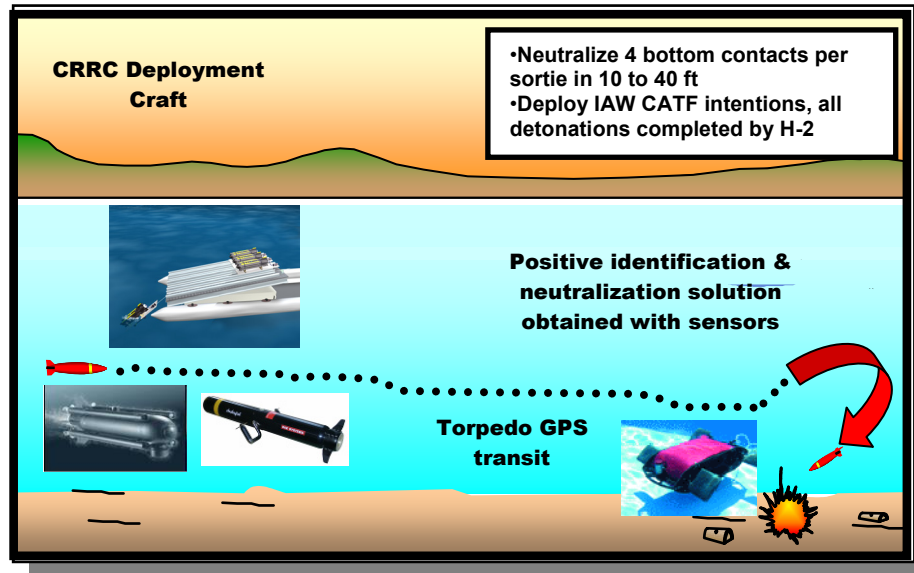 CRRC Deployment
Craft
•Neutralize 4 bottom contacts per
sortie in 10 to 40 ft
•Deploy IAW CATF intentions, all
detonations completed by H-2
Positive identification &
neutralization solution
obtained with sensors
Torpedo GPS
transit